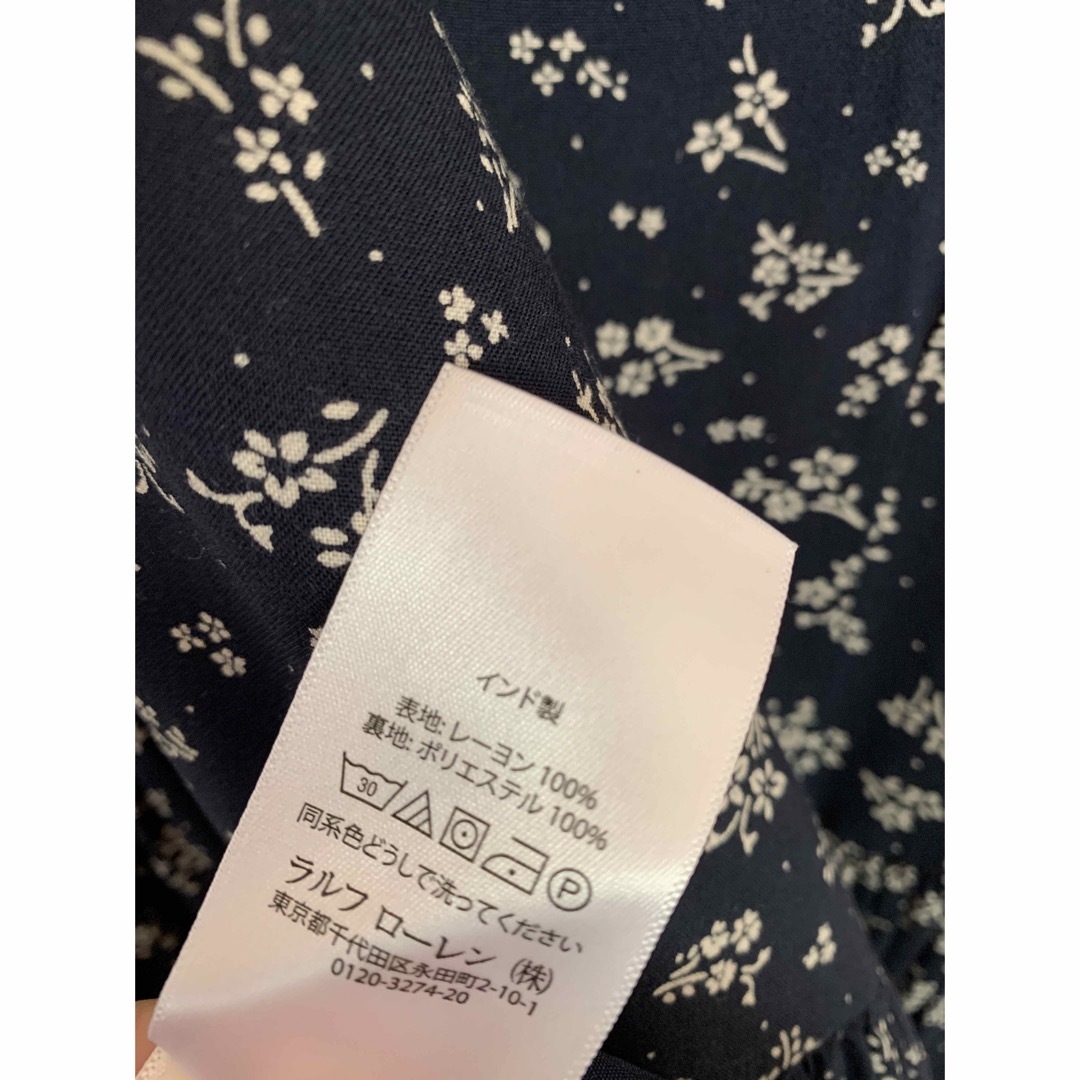 インド製
表地: レーヨン 100%
裏地: ポリエステル 100%
30 P
同系色どうしで洗ってください
ラルフ ローレン (株)
東京都千代田区永田町2-10-1
0120-3274-20